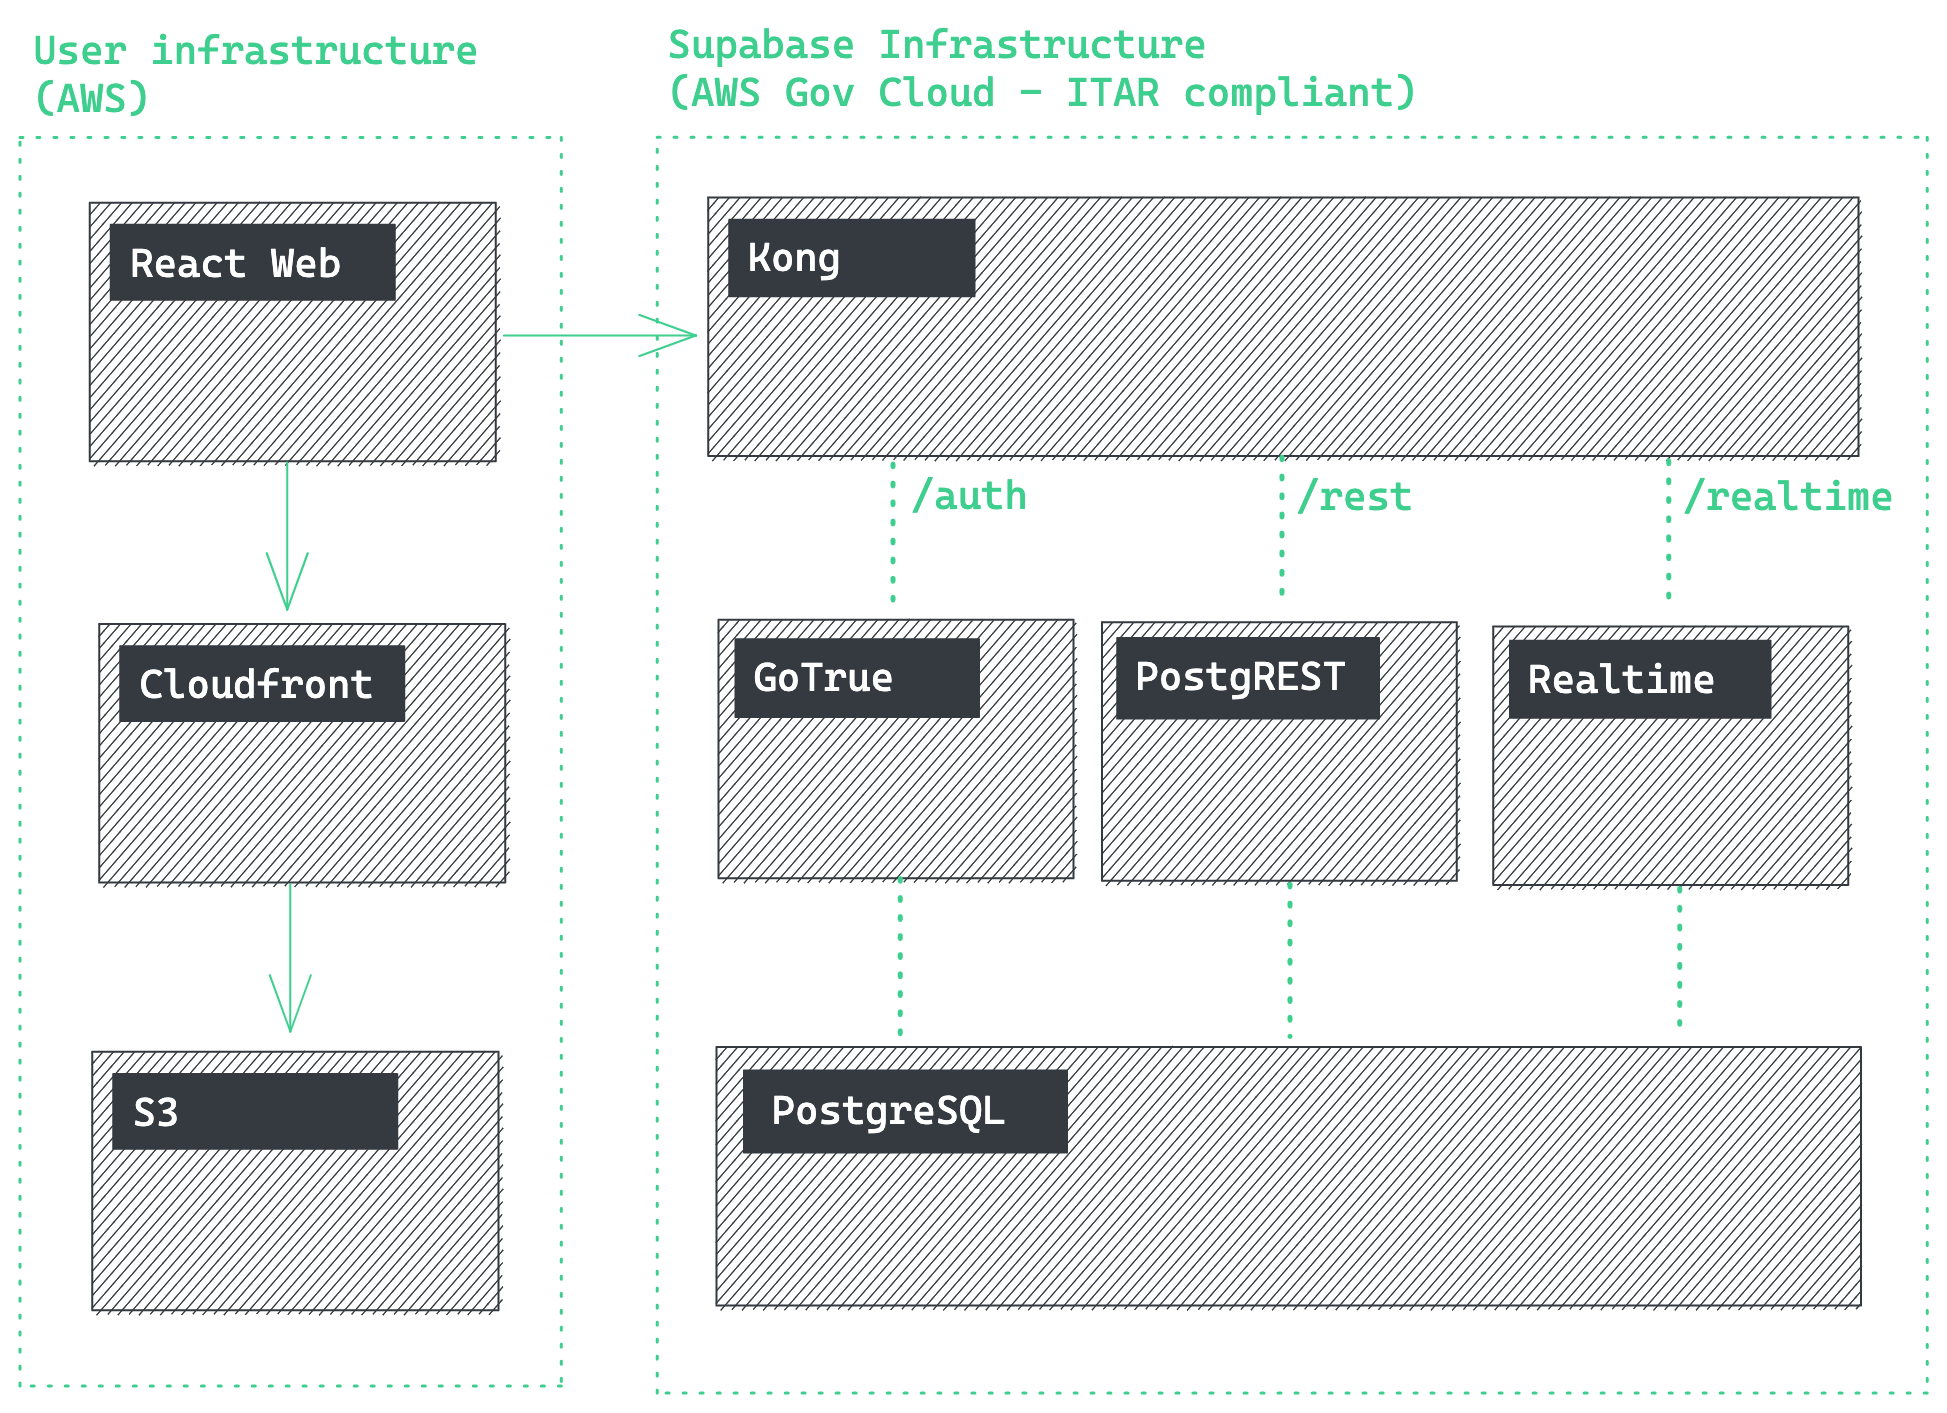 User infrastructure
(AWS)
Supabase Infrastructure
(AWS Gov Cloud - ITAR compliant)
React Web
Kong
/auth
/rest
/realtime
Cloudfront
GoTrue
PostgREST
Realtime
S3
PostgreSQL